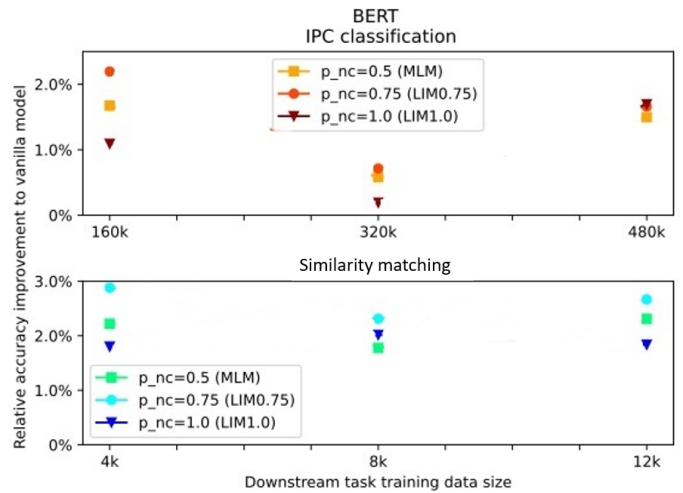 BERT
IPC classification
Relative accuracy improvement to vanilla model
2.0%
1.0%
0%
p_nc=0.5 (MLM)
p_nc=0.75 (LIM0.75)
p_nc=1.0 (LIM1.0)
160k
320k
480k
Similarity matching
3.0%
2.0%
1.0%
0%
p_nc=0.5 (MLM)
p_nc=0.75 (LIM0.75)
p_nc=1.0 (LIM1.0)
4k
8k
12k
Downstream task training data size